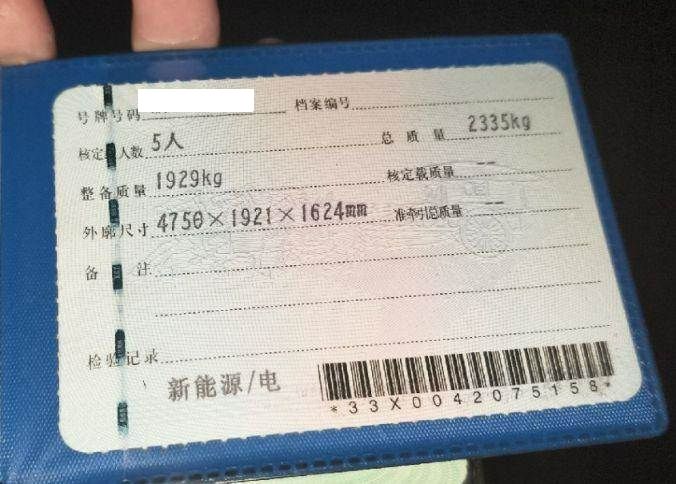 号牌号码 档案编号
核定载人数 5人 总质量 2335kg
整备质量 1929kg 核定载质量 --
外廓尺寸 4750×1921×1624mm 准牵引总质量 --
备注
检验记录
新能源/电
*33X0042075158*